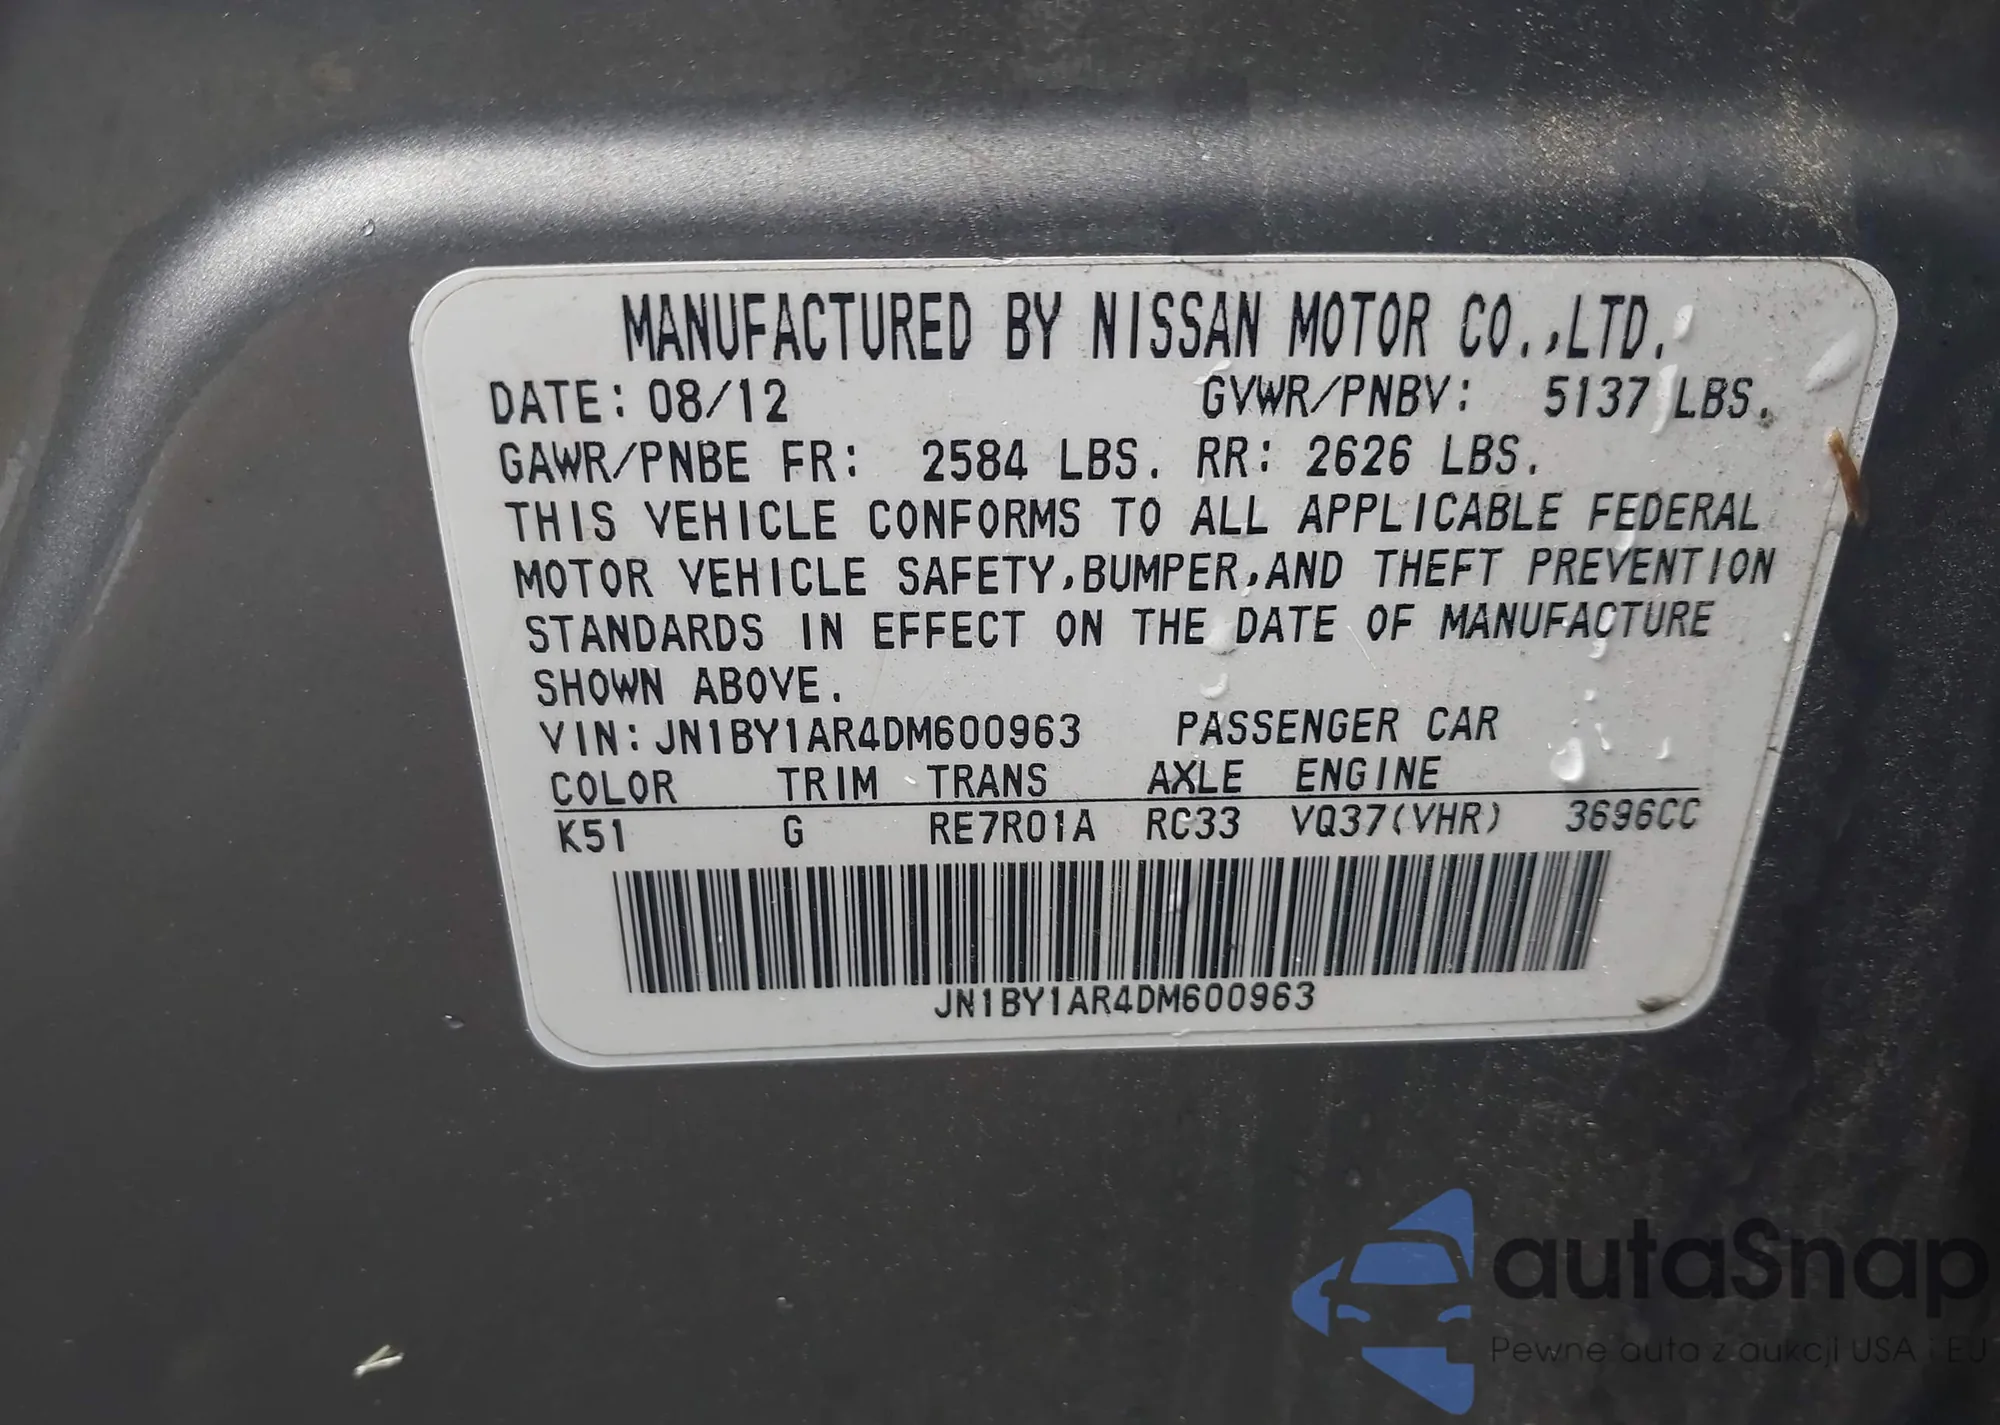 MANUFACTURED BY NISSAN MOTOR CO.,LTD.
DATE: 08/12 GVWR/PNBV: 5137 LBS.
GAWR/PNBE FR: 2584 LBS. RR: 2626 LBS.
THIS VEHICLE CONFORMS TO ALL APPLICABLE FEDERAL
MOTOR VEHICLE SAFETY,BUMPER,AND THEFT PREVENTION
STANDARDS IN EFFECT ON THE DATE OF MANUFACTURE
SHOWN ABOVE.
VIN:JN1BY1AR4DM600963 PASSENGER CAR
COLOR TRIM TRANS AXLE ENGINE
K51 G RE7R01A RC33 VQ37(VHR) 3696CC
JN1BY1AR4DM600963
autaSnap
Pewne auta z aukcji USA i EU